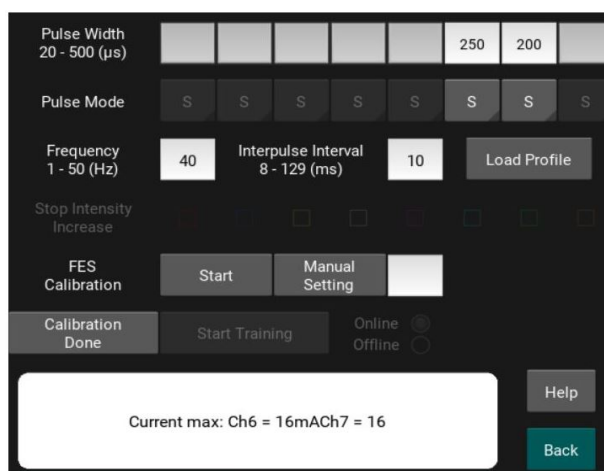 Pulse Width
20 - 500 (µs)
250 200
Pulse Mode S S S S S S S S
Frequency
1 - 50 (Hz)
40
Interpulse Interval
8 - 129 (ms)
10
Load Profile
Stop Intensity
Increase
FES
Calibration
Start
Manual
Setting
Calibration
Done
Start Training
Online
Offline
Current max: Ch6 = 16mACh7 = 16
Help
Back